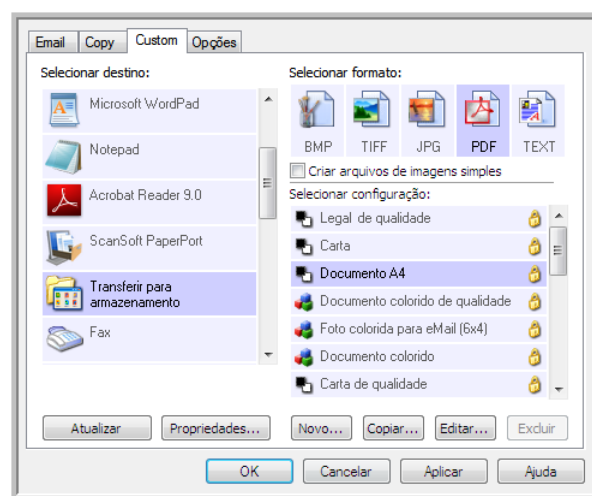 Email Copy Custom Opções
Selecionar destino:
Microsoft WordPad
Notepad
Acrobat Reader 9.0
ScanSoft PaperPort
Transferir para
armazenamento
Fax
Atualizar Propriedades...
Selecionar formato:
BMP TIFF JPG PDF TEXT
Criar arquivos de imagens simples
Selecionar configuração:
Legal de qualidade
Carta
Documento A4
Documento colorido de qualidade
Foto colorida para eMail (6x4)
Documento colorido
Carta de qualidade
Novo... Copiar... Editar... Excluir
OK Cancelar Aplicar Ajuda